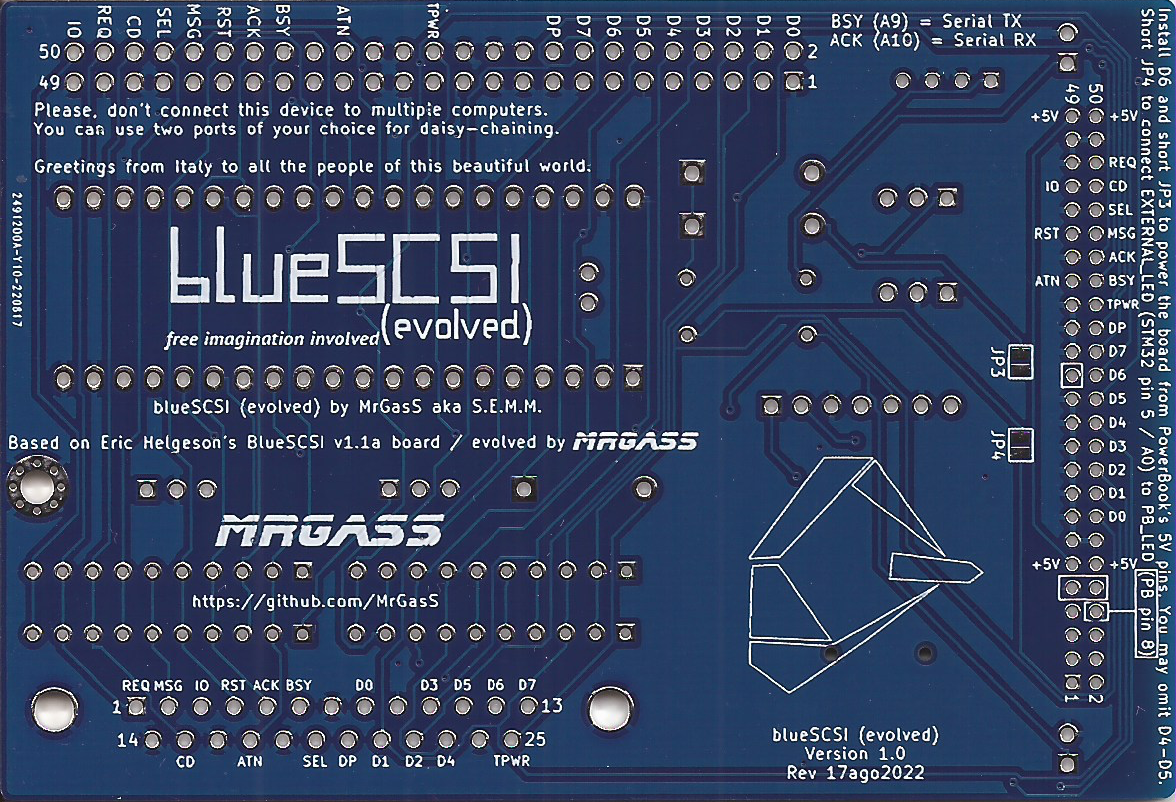 IO REQ CD SEL MSG RST ACK BSY ATN TPWR DP D7 D6 D5 D4 D3 D2 D1 D0
50 2
49 1
BSY (A9) = Serial TX
ACK (A10) = Serial RX
Please, don't connect this device to multiple computers.
You can use two ports of your choice for daisy-chaining.
Greetings from Italy to all the people of this beautiful world.
2491200A-Y10-220817
blueSCSI
(evolved)
free imagination involved
blueSCSI (evolved) by MrGasS aka S.E.M.M.
Based on Eric Helgeson's BlueSCSI v1.1a board / evolved by MRGASS
MRGASS
https://github.com/MrGasS
REQ MSG IO RST ACK BSY D0 D3 D5 D6 D7
1 13
14 25
CD ATN SEL DP D1 D2 D4 TPWR
JP3
JP4
blueSCSI (evolved)
Version 1.0
Rev 17ago2022
49 50
+5V +5V
REQ
IO CD
SEL
RST MSG
ACK
ATN BSY
TPWR
DP
D7
D6
D5
D4
D3
D2
D1
D0
+5V +5V
1 2
Install D6 and short JP3 to power the board from PowerBook's 5V pins. You may omit D4-D5.
Short JP4 to connect EXTERNAL_LED (STM32 pin 5 / A0) to PB_LED (PB pin 8)